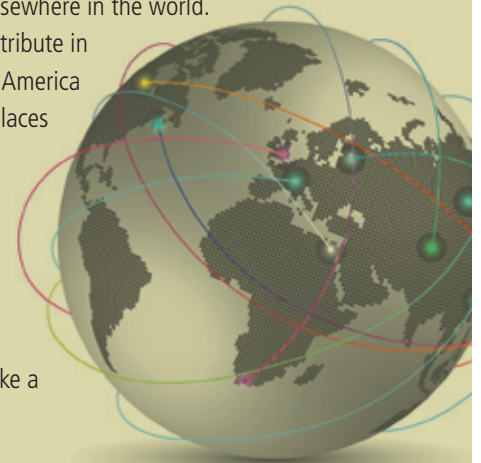 sewhere in the world.
tribute in
America
laces
ke a